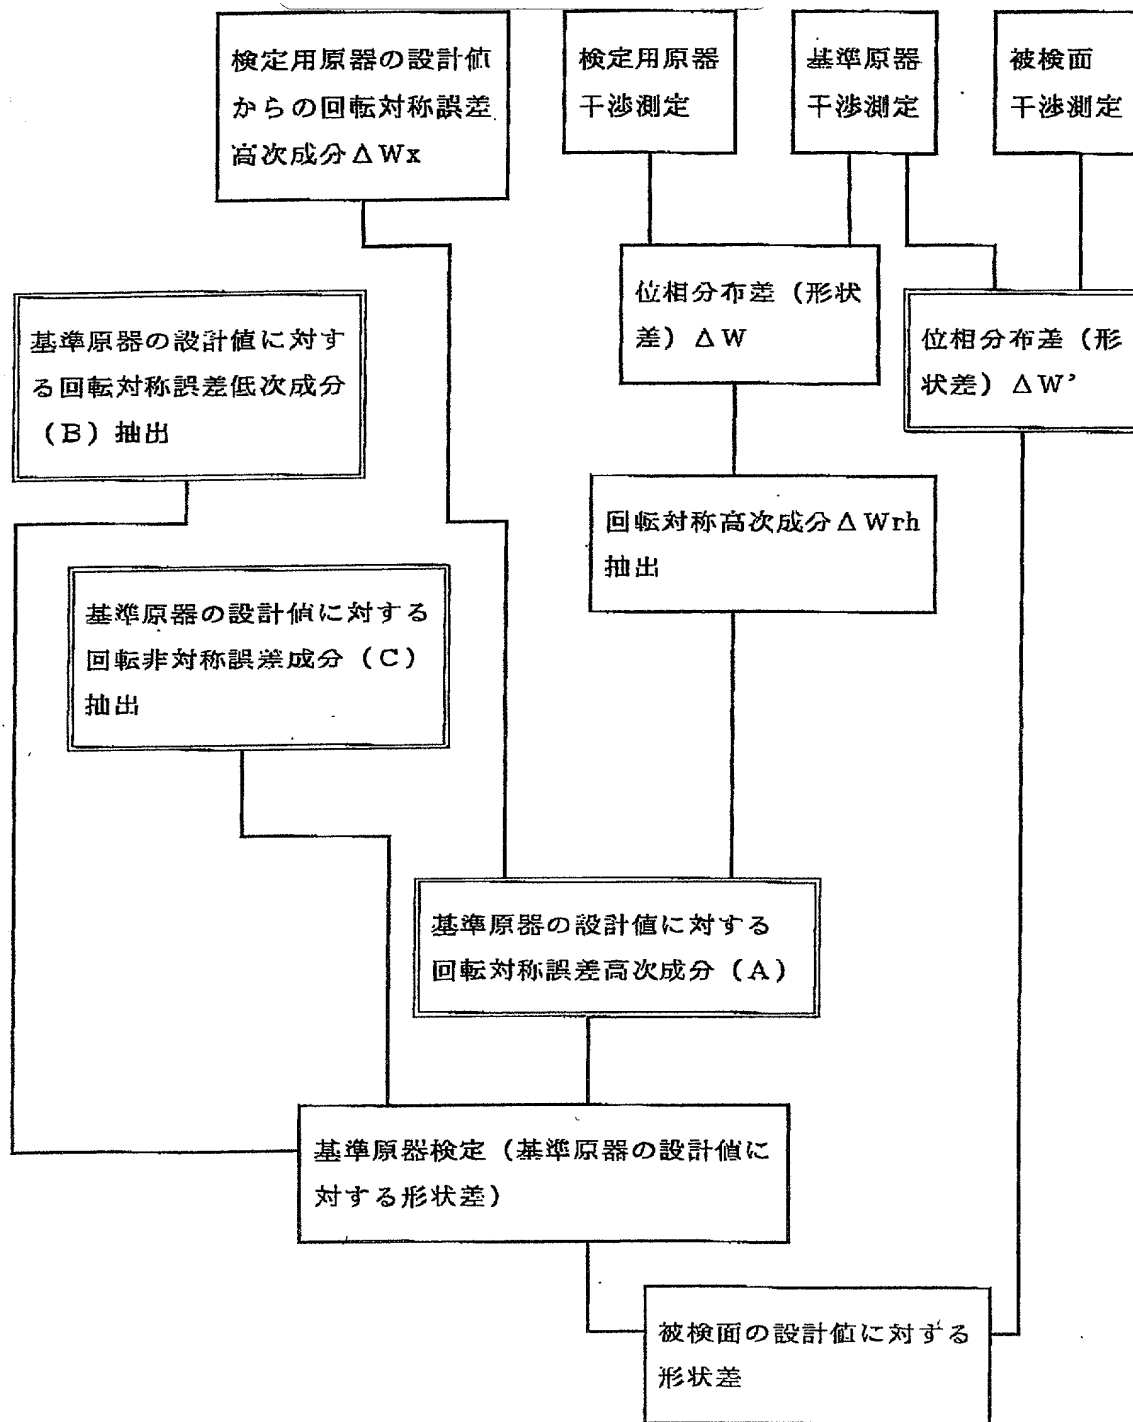 検定用原器の設計値
からの回転対称誤差
高次成分ΔWx
検定用原器
干渉測定
基準原器
干渉測定
被検面
干渉測定
位相分布差（形状
差）ΔW
位相分布差（形
状差）ΔW’
基準原器の設計値に対す
る回転対称誤差低次成分
（B）抽出
回転対称高次成分ΔWrh
抽出
基準原器の設計値に対する
回転非対称誤差成分（C）
抽出
基準原器の設計値に対する
回転対称誤差高次成分（A）
基準原器検定（基準原器の設計値に
対する形状差）
被検面の設計値に対する
形状差